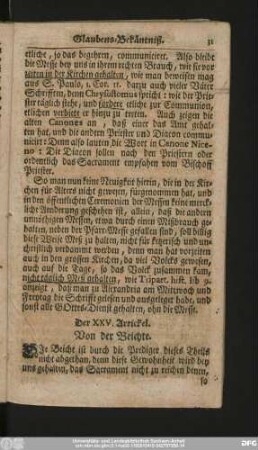 Glaubens-Bekäntniß. 31
etliche, so das begehren, communiciret. Also bleibt
die Meße bey uns in ihrem rechten Brauch, wie sie vor
zeiten in der Kirchen gehalten, wie man beweisen mag
aus S. Paulo, 1. Cor. 11. darzu auch vieler Väter
Schrifften, denn Chrysostomus spricht: wie der Prie-
ster täglich stehe, und fordere etliche zur Communion,
etlichen verbiete er hinzu zu treten. Auch zeigen die
alten Canones an, daß einer das Amt gehal-
ten hat, und die andern Priester und Diacon commu-
niciret: Denn also lauten die Wort in Canone Nice-
no: Die Diacon sollen nach den Priestern oder
ordentlich das Sacrament empfahen vom Bischoff
Priester.
So man nun keine Neuigkeit hierin, die in der Kir-
chen für Alters nicht gewesen, fürgenommen hat, und
in den öffentlichen Ceremonien der Messen keine merck-
liche Aenderung geschehen ist, allein, daß die andern
unnöthigen Messen, etwa durch einen Mißbrauch ge-
halten, neben der Pfarr-Messe gefallen sind, soll billig
diese Weise Meß zu halten, nicht für ketzerisch und un-
christlich verdammt werden, denn man hat vorzeiten
auch in den grossen Kirchen, da viel Volcks gewesen,
auch auf die Tage, so das Volck zusammen kam,
nicht täglich Meß gehalten, wie Tripart. hist. lib 9.
anzeiget, daß man zu Alexandria am Mittwoch und
Freytag die Schrifft gelesen und ausgeleget habe, und
sonst alle GOttes-Dienst gehalten, ohn die Messe.
Der XXV. Artickel.
Von der Beichte.
DJe Beicht ist durch die Prediger dieses Theils
nicht abgethan, denn diese Gewohnheit wird bey
uns gehalten, das Sacrament nicht zu reichen denen,
so